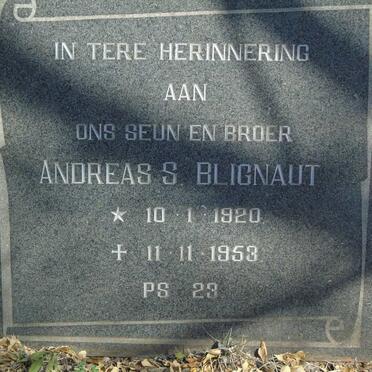 IN TERE HERINNERING
AAN
ONS SEUN EN BROER
ANDREAS S. BLIGNAUT
★ 10·1·1920
✝ 11·11·1953
PS 23